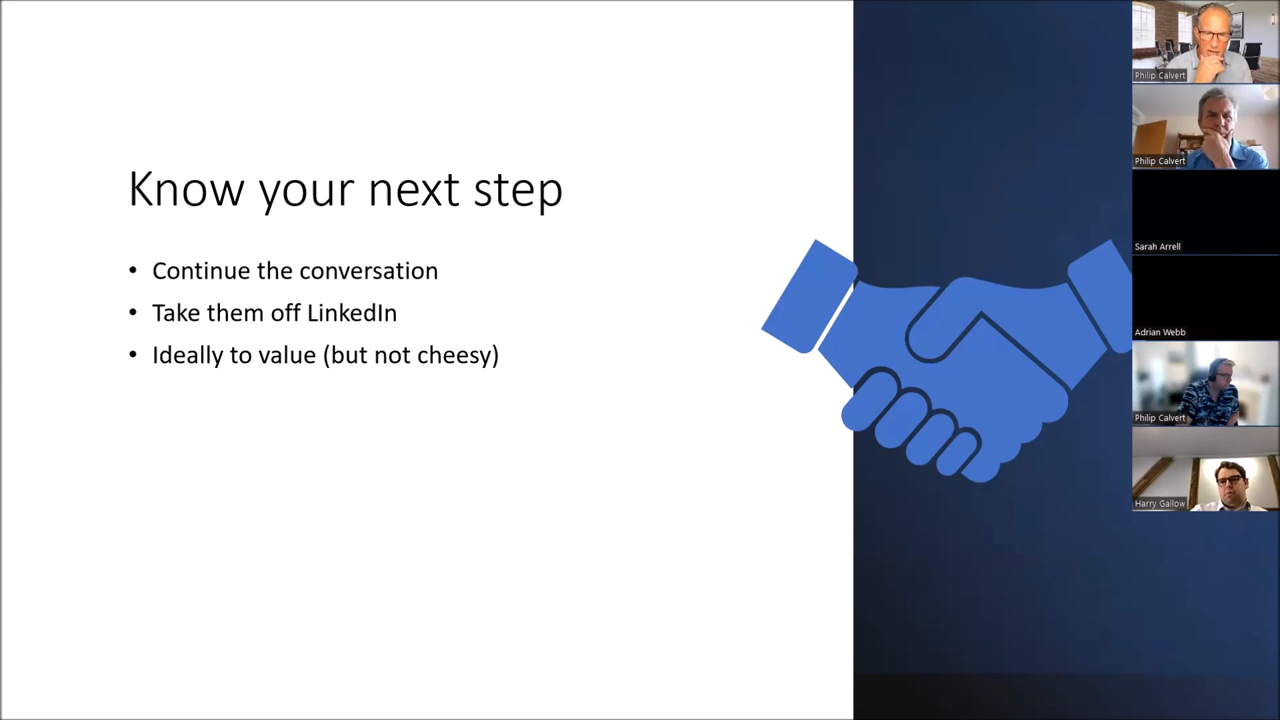 Know your next step
• Continue the conversation
• Take them off LinkedIn
• Ideally to value (but not cheesy)
Philip Calvert
Philip Calvert
Sarah Arrell
Adrian Webb
Philip Calvert
Harry Gallow